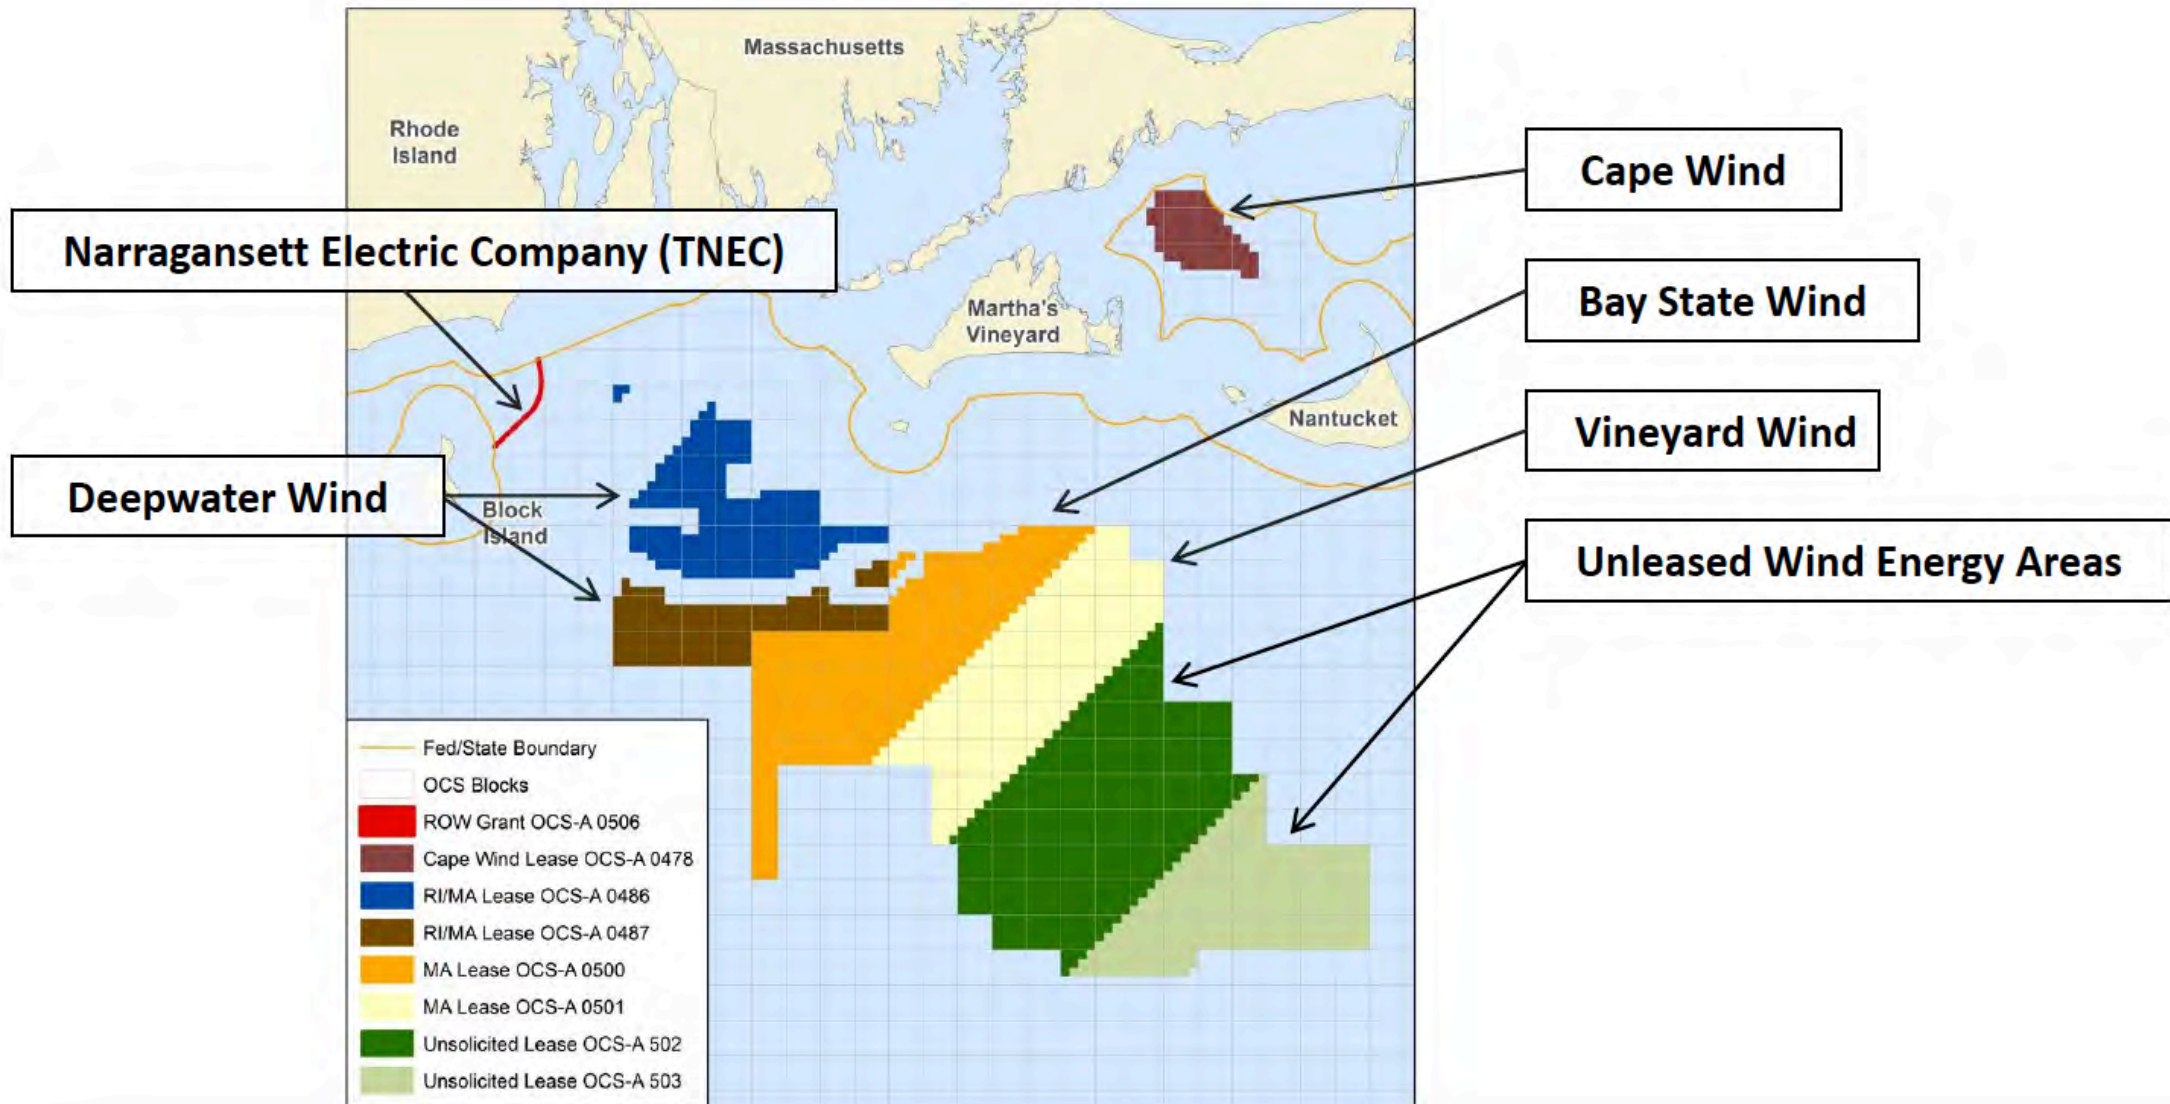 Massachusetts
Rhode
Island
Cape Wind
Narragansett Electric Company (TNEC)
Bay State Wind
Martha's
Vineyard
Nantucket
Vineyard Wind
Deepwater Wind
Block
Island
Unleased Wind Energy Areas
Fed/State Boundary
OCS Blocks
ROW Grant OCS-A 0506
Cape Wind Lease OCS-A 0478
RI/MA Lease OCS-A 0486
RI/MA Lease OCS-A 0487
MA Lease OCS-A 0500
MA Lease OCS-A 0501
Unsolicited Lease OCS-A 502
Unsolicited Lease OCS-A 503